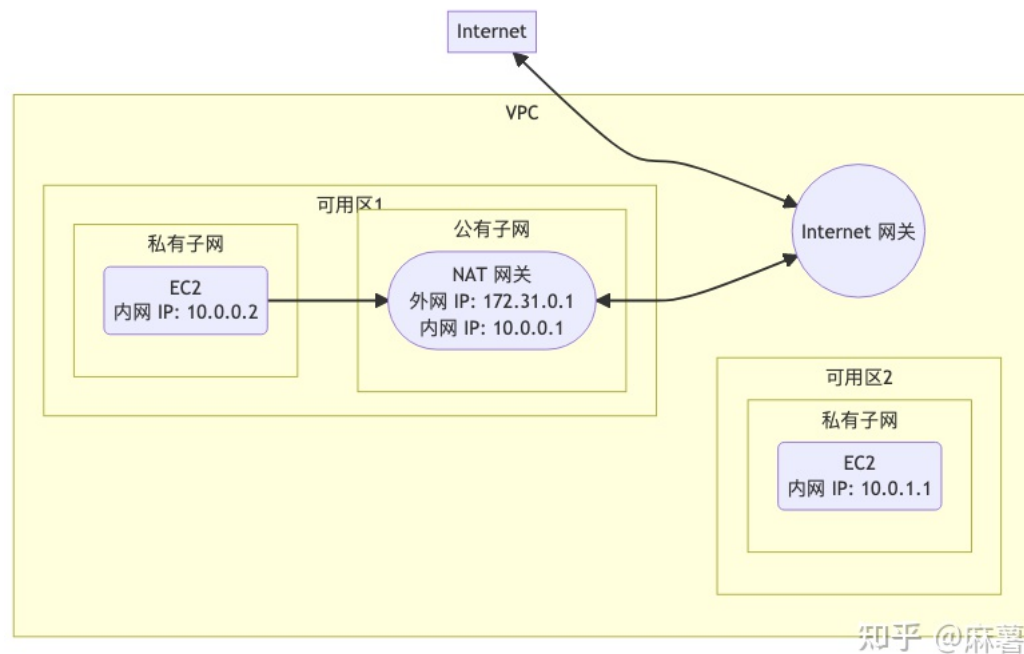 Internet
VPC
可用区1
私有子网
EC2
内网 IP: 10.0.0.2
公有子网
NAT 网关
外网 IP: 172.31.0.1
内网 IP: 10.0.0.1
Internet 网关
可用区2
私有子网
EC2
内网 IP: 10.0.1.1
知乎 @麻薯